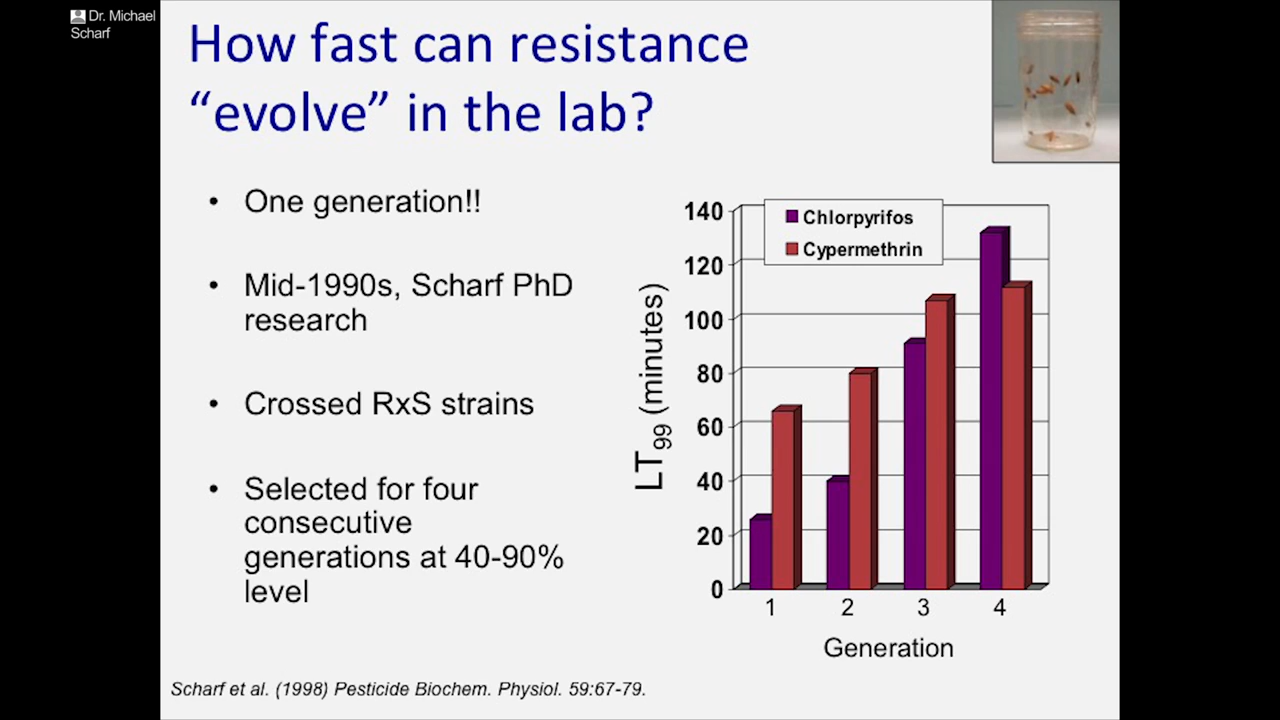 Dr. Michael
Scharf
How fast can resistance
“evolve” in the lab?
• One generation!!
• Mid-1990s, Scharf PhD
research
• Crossed RxS strains
• Selected for four
consecutive
generations at 40-90%
level
Chlorpyrifos
Cypermethrin
LT99 (minutes)
140
120
100
80
60
40
20
0
1 2 3 4
Generation
Scharf et al. (1998) Pesticide Biochem. Physiol. 59:67-79.